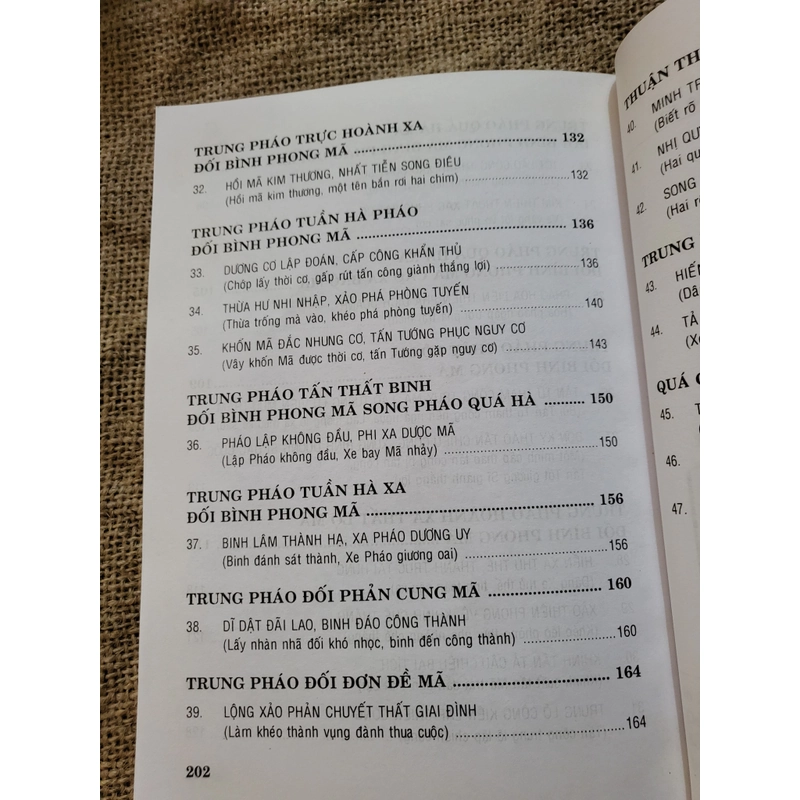 TRUNG PHÁO TRỰC HOÀNH XA
ĐỐI BÌNH PHONG MÃ ........ 132
32. HỒI MÃ KIM THƯƠNG, NHẤT TIỄN SONG ĐIÊU
(Hồi mã kim thương, một tên bắn rơi hai chim) ........ 132
TRUNG PHÁO TUẦN HÀ PHÁO
ĐỐI BÌNH PHONG MÃ ........ 136
33. DƯƠNG CƠ LẬP ĐOÁN, CẤP CÔNG KHẮN THỦ
(Chớp lấy thời cơ, gấp rút tấn công giành thắng lợi) ........ 136
34. THỪA HƯ NHI NHẬP, XẢO PHÁ PHÒNG TUYẾN
(Thừa trống mà vào, khéo phá phòng tuyến) ........ 140
35. KHỐN MÃ ĐẮC NHUNG CƠ, TẤN TƯỚNG PHỤC NGUY CƠ
(Vây khốn Mã được thời cơ, tấn Tướng gặp nguy cơ) ........ 143
TRUNG PHÁO TẤN THẤT BINH
ĐỐI BÌNH PHONG MÃ SONG PHÁO QUÁ HÀ ........ 150
36. PHÁO LẬP KHÔNG ĐẦU, PHI XA DƯỢC MÃ
(Lập Pháo không đầu, Xe bay Mã nhảy) ........ 150
TRUNG PHÁO TUẦN HÀ XA
ĐỐI BÌNH PHONG MÃ ........ 156
37. BINH LÂM THÀNH HẠ, XA PHÁO DƯƠNG UY
(Binh đánh sát thành, Xe Pháo giương oai) ........ 156
TRUNG PHÁO ĐỐI PHẢN CUNG MÃ ........ 160
38. DĨ DẬT ĐÃI LAO, BINH ĐÁO CÔNG THÀNH
(Lấy nhàn nhã đối khó nhọc, binh đến công thành) ........ 160
TRUNG PHÁO ĐỐI ĐƠN ĐỀ MÃ ........ 164
39. LỘNG XẢO PHẢN CHUYẾT THẤT GIAI ĐÌNH
(Làm khéo thành vụng đành thua cuộc) ........ 164
202
THUẬN TH
40. MINH TR
(Biết rõ
41. NHỊ QU
(Hai qu
42. SONG
(Hai
TRUNG
43. HIẾ
(Dâ
44. TẢ
(Xe
QUÁ
45.
46.
47.